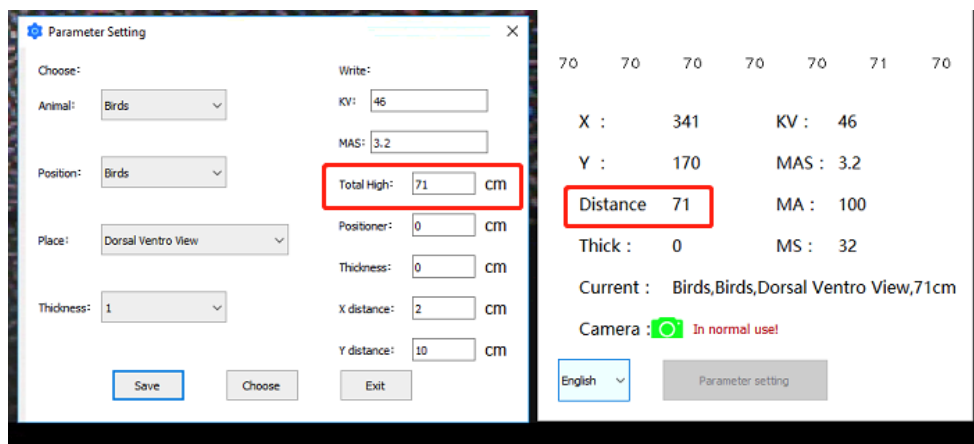 Parameter Setting
Choose:
Animal: Birds
Position: Birds
Place: Dorsal Ventro View
Thickness: 1
Write:
KV: 46
MAS: 3.2
Total High: 71 cm
Positioner: 0 cm
Thickness: 0 cm
X distance: 2 cm
Y distance: 10 cm
Save Choose Exit
70 70 70 70 70 71 70
X : 341 KV : 46
Y : 170 MAS : 3.2
Distance 71 MA : 100
Thick : 0 MS : 32
Current : Birds,Birds,Dorsal Ventro View,71cm
Camera : In normal use!
English Parameter setting